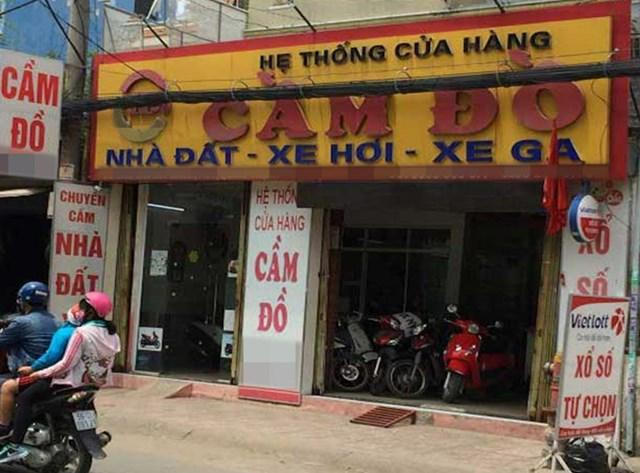 CẦM
ĐỒ
HỆ THỐNG CỬA HÀNG
CẦM ĐỒ
NHÀ ĐẤT - XE HƠI - XE GA
CHUYÊN
CẦM
NHÀ
ĐẤT
HỆ THỐNG
CỬA HÀNG
CẦM
ĐỒ
XỔ
SỐ
Vietlott
XỔ SỐ
TỰ CHỌN